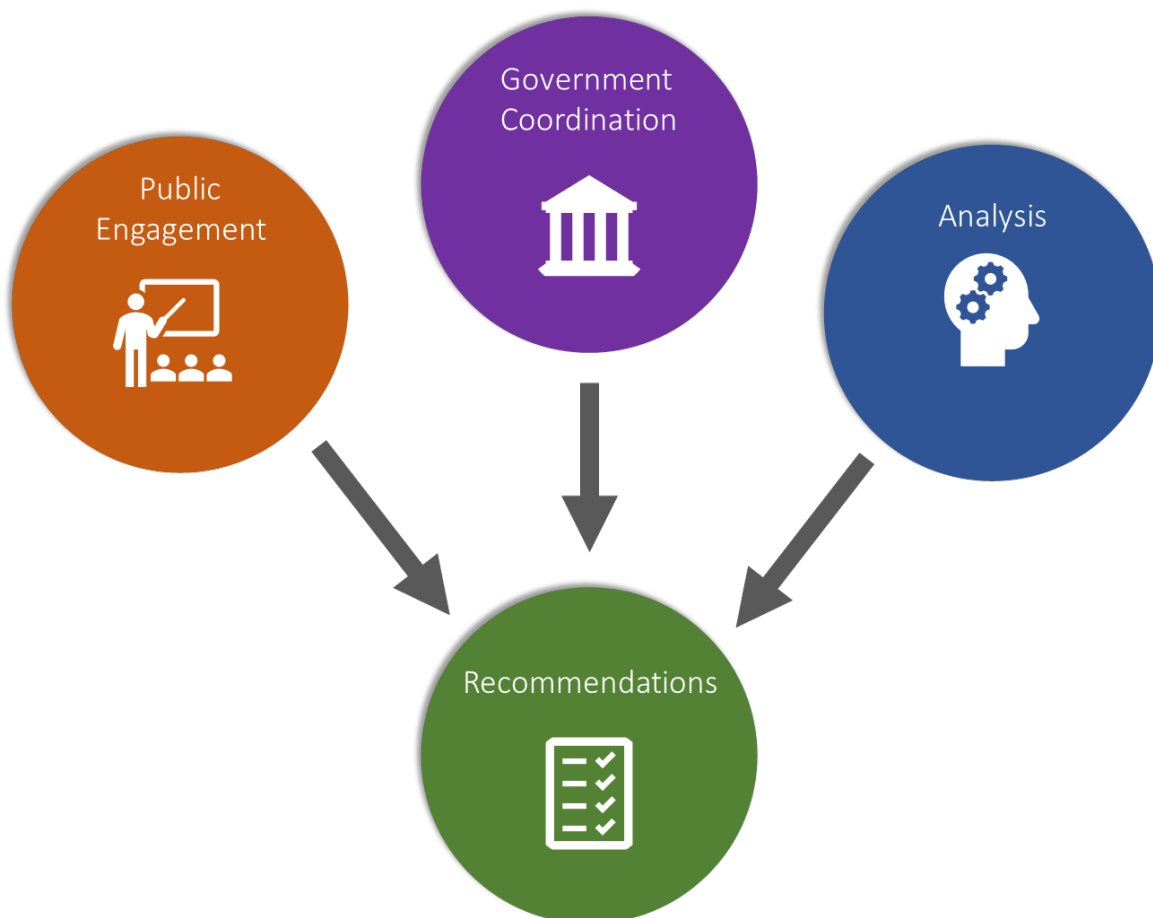 Government
Coordination
Public
Engagement
Analysis
Recommendations